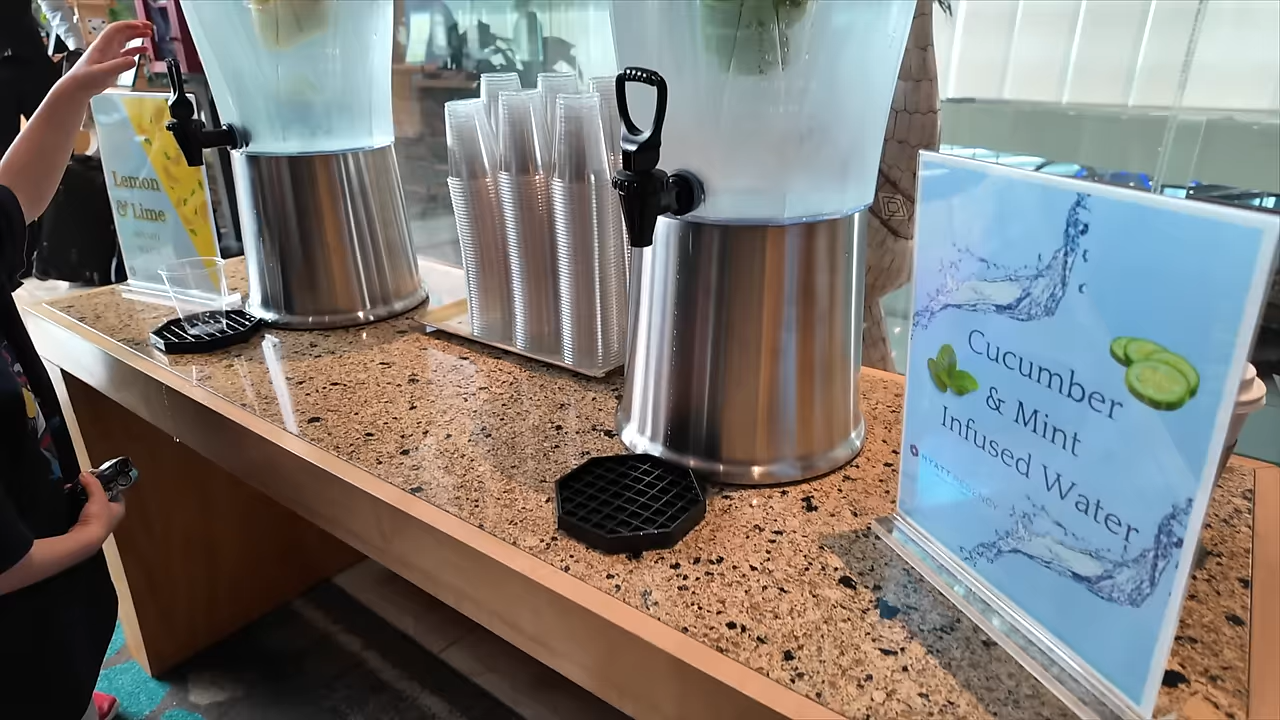 Lemon
& Lime
Cucumber
& Mint
Infused Water
HYATT REGENCY